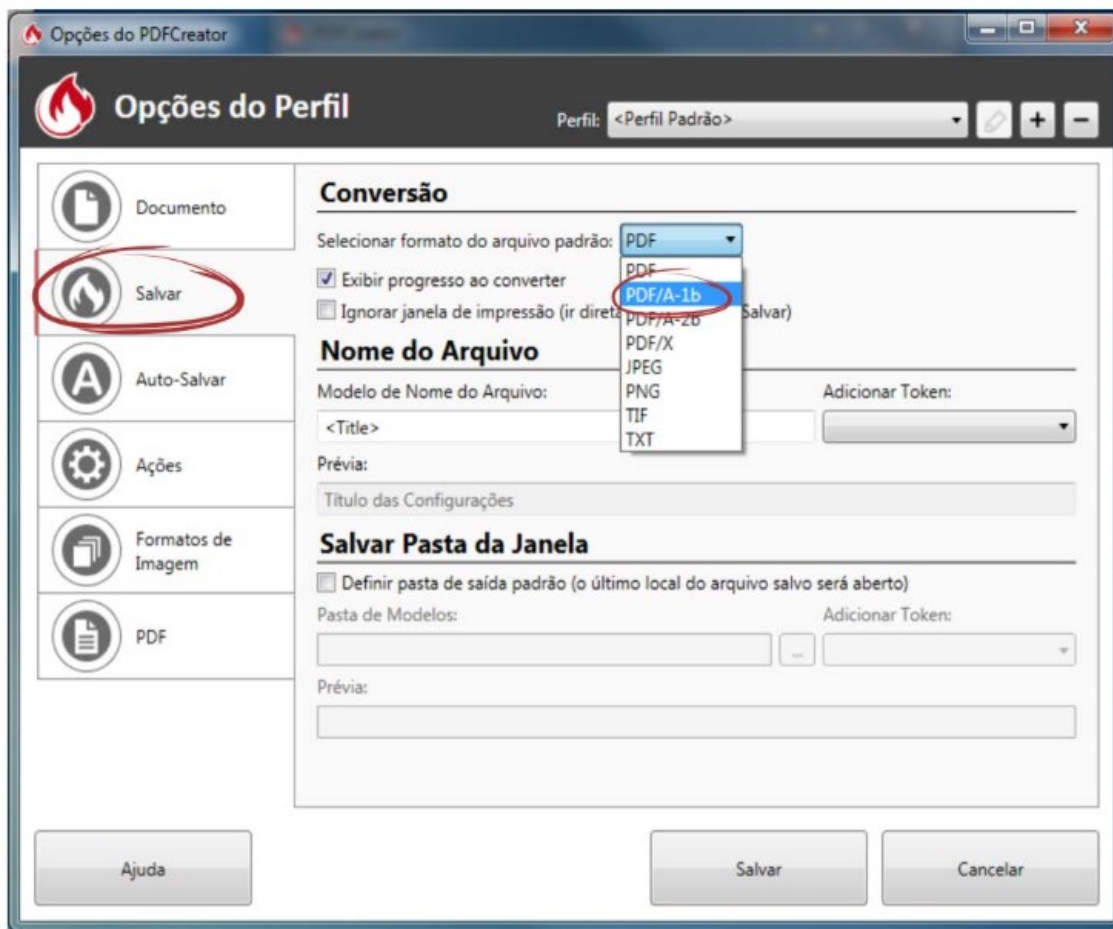 Opções do PDFCreator
Opções do Perfil
Perfil: <Perfil Padrão>
Documento
Salvar
Auto-Salvar
Ações
Formatos de
Imagem
PDF
Conversão
Selecionar formato do arquivo padrão: PDF
PDF
PDF/A-1b
PDF/A-2b
PDF/X
JPEG
PNG
TIF
TXT
Exibir progresso ao converter
Ignorar janela de impressão (ir Salvar)
Nome do Arquivo
Modelo de Nome do Arquivo:
Adicionar Token:
<Title>
Prévia:
Título das Configurações
Salvar Pasta da Janela
Definir pasta de saída padrão (o último local do arquivo salvo será aberto)
Pasta de Modelos:
Adicionar Token:
...
Prévia:
Ajuda
Salvar
Cancelar